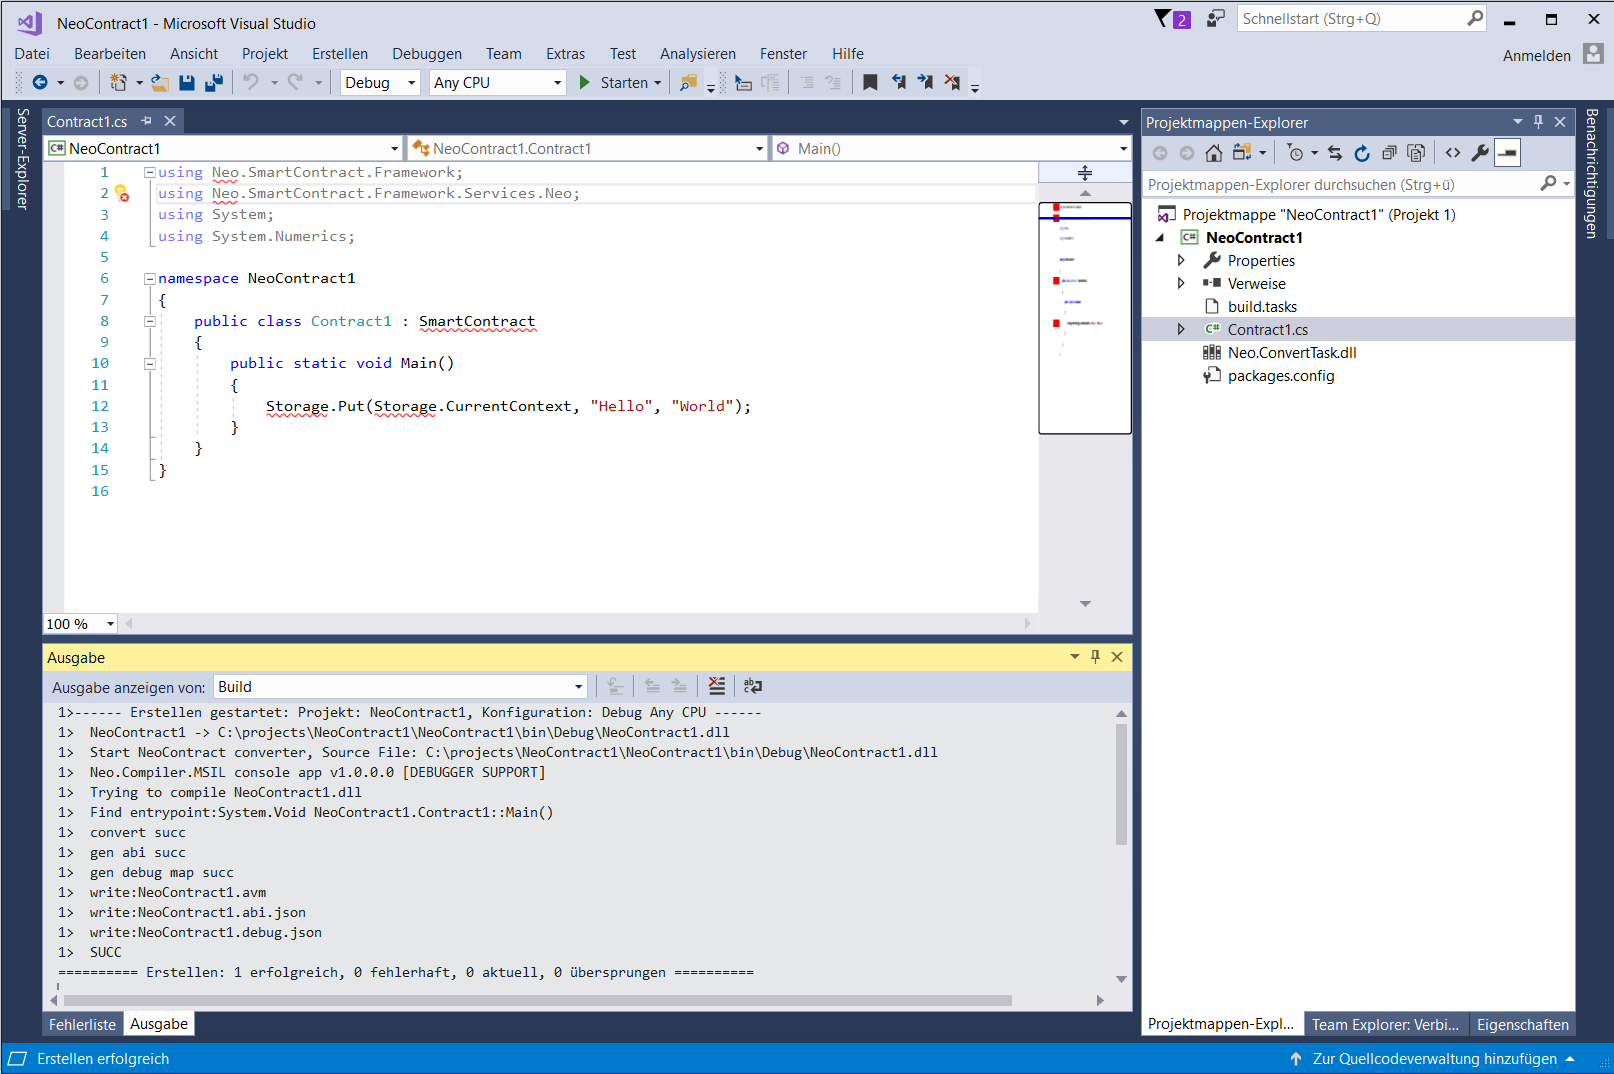 NeoContract1 - Microsoft Visual Studio
2
Schnellstart (Strg+Q)
Datei Bearbeiten Ansicht Projekt Erstellen Debuggen Team Extras Test Analysieren Fenster Hilfe
Anmelden
Debug Any CPU Starten
Server-Explorer
Contract1.cs
NeoContract1 NeoContract1.Contract1 Main()
1 using Neo.SmartContract.Framework;
2 using Neo.SmartContract.Framework.Services.Neo;
3 using System;
4 using System.Numerics;
5
6 namespace NeoContract1
7 {
8 public class Contract1 : SmartContract
9 {
10 public static void Main()
11 {
12 Storage.Put(Storage.CurrentContext, "Hello", "World");
13 }
14 }
15 }
16
100 %
Ausgabe
Ausgabe anzeigen von: Build
1>------ Erstellen gestartet: Projekt: NeoContract1, Konfiguration: Debug Any CPU ------
1> NeoContract1 -> C:\projects\NeoContract1\NeoContract1\bin\Debug\NeoContract1.dll
1> Start NeoContract converter, Source File: C:\projects\NeoContract1\NeoContract1\bin\Debug\NeoContract1.dll
1> Neo.Compiler.MSIL console app v1.0.0.0 [DEBUGGER SUPPORT]
1> Trying to compile NeoContract1.dll
1> Find entrypoint:System.Void NeoContract1.Contract1::Main()
1> convert succ
1> gen abi succ
1> gen debug map succ
1> write:NeoContract1.avm
1> write:NeoContract1.abi.json
1> write:NeoContract1.debug.json
1> SUCC
========== Erstellen: 1 erfolgreich, 0 fehlerhaft, 0 aktuell, 0 übersprungen ==========
Fehlerliste Ausgabe
Projektmappen-Explorer
Projektmappen-Explorer durchsuchen (Strg+ü)
Projektmappe "NeoContract1" (Projekt 1)
C# NeoContract1
Properties
Verweise
build.tasks
C# Contract1.cs
Neo.ConvertTask.dll
packages.config
Projektmappen-Expl... Team Explorer: Verbi... Eigenschaften
Benachrichtigungen
Erstellen erfolgreich
Zur Quellcodeverwaltung hinzufügen